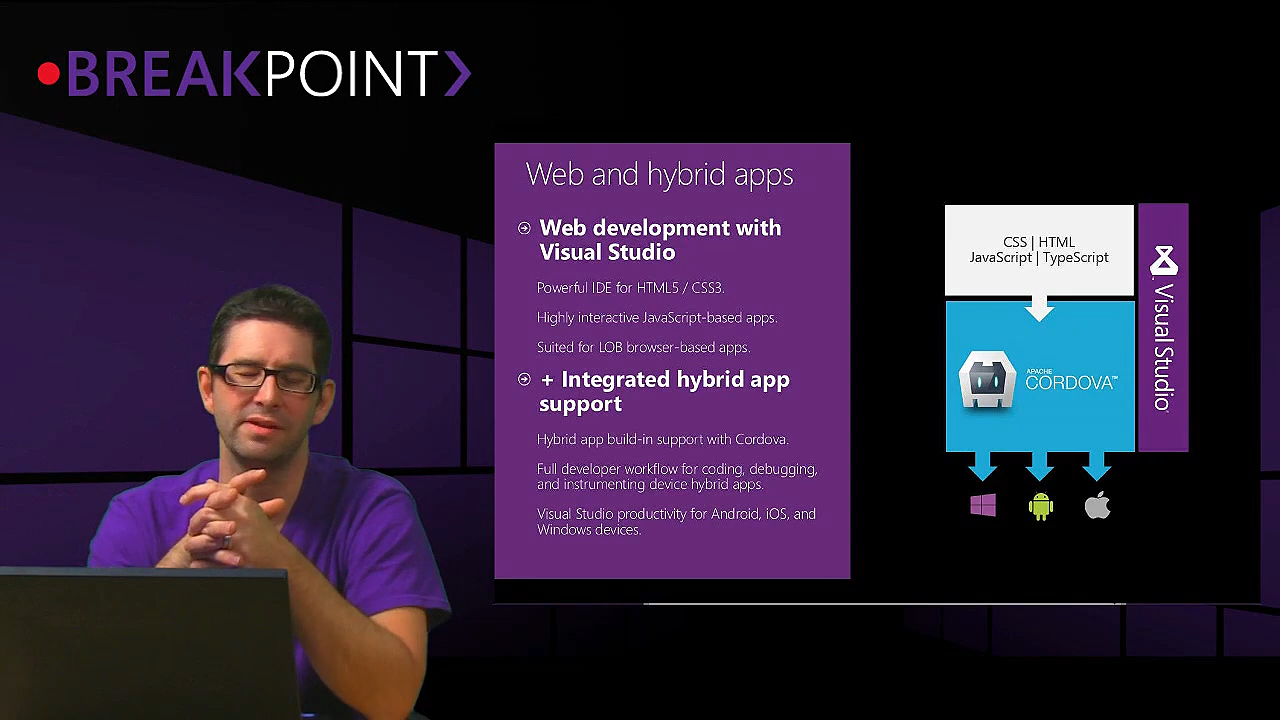 BREAKPOINT
Web and hybrid apps
Web development with
Visual Studio
Powerful IDE for HTML5 / CSS3.
Highly interactive JavaScript-based apps.
Suited for LOB browser-based apps.
+ Integrated hybrid app
support
Hybrid app build-in support with Cordova.
Full developer workflow for coding, debugging,
and instrumenting device hybrid apps.
Visual Studio productivity for Android, iOS, and
Windows devices.
CSS | HTML
JavaScript | TypeScript
APACHE
CORDOVA™
Visual Studio